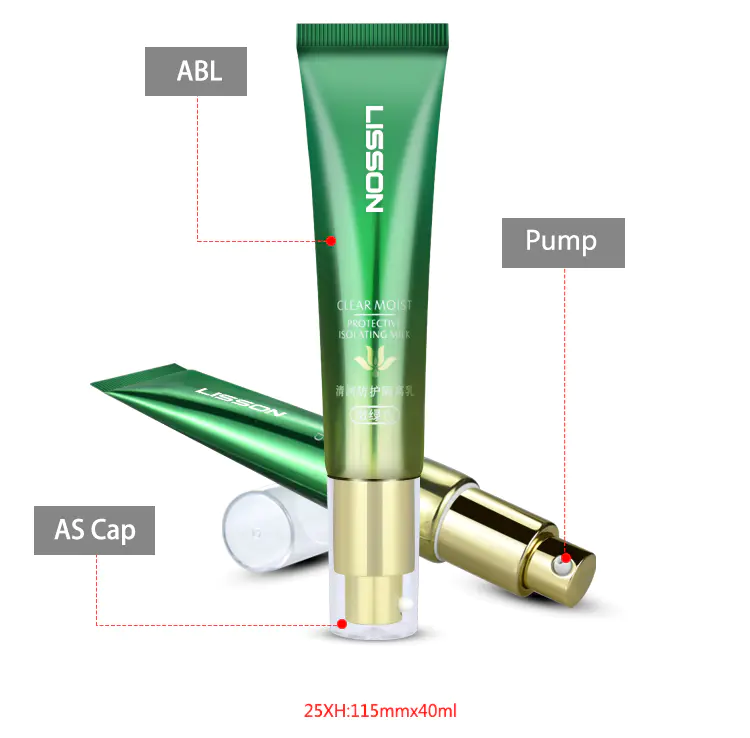 ABL
LISSON
Pump
CLEAR MOIST
PROTECTIVE
ISOLATING MILK
清润防护隔离乳
LISSON
AS Cap
25XH:115mmx40ml